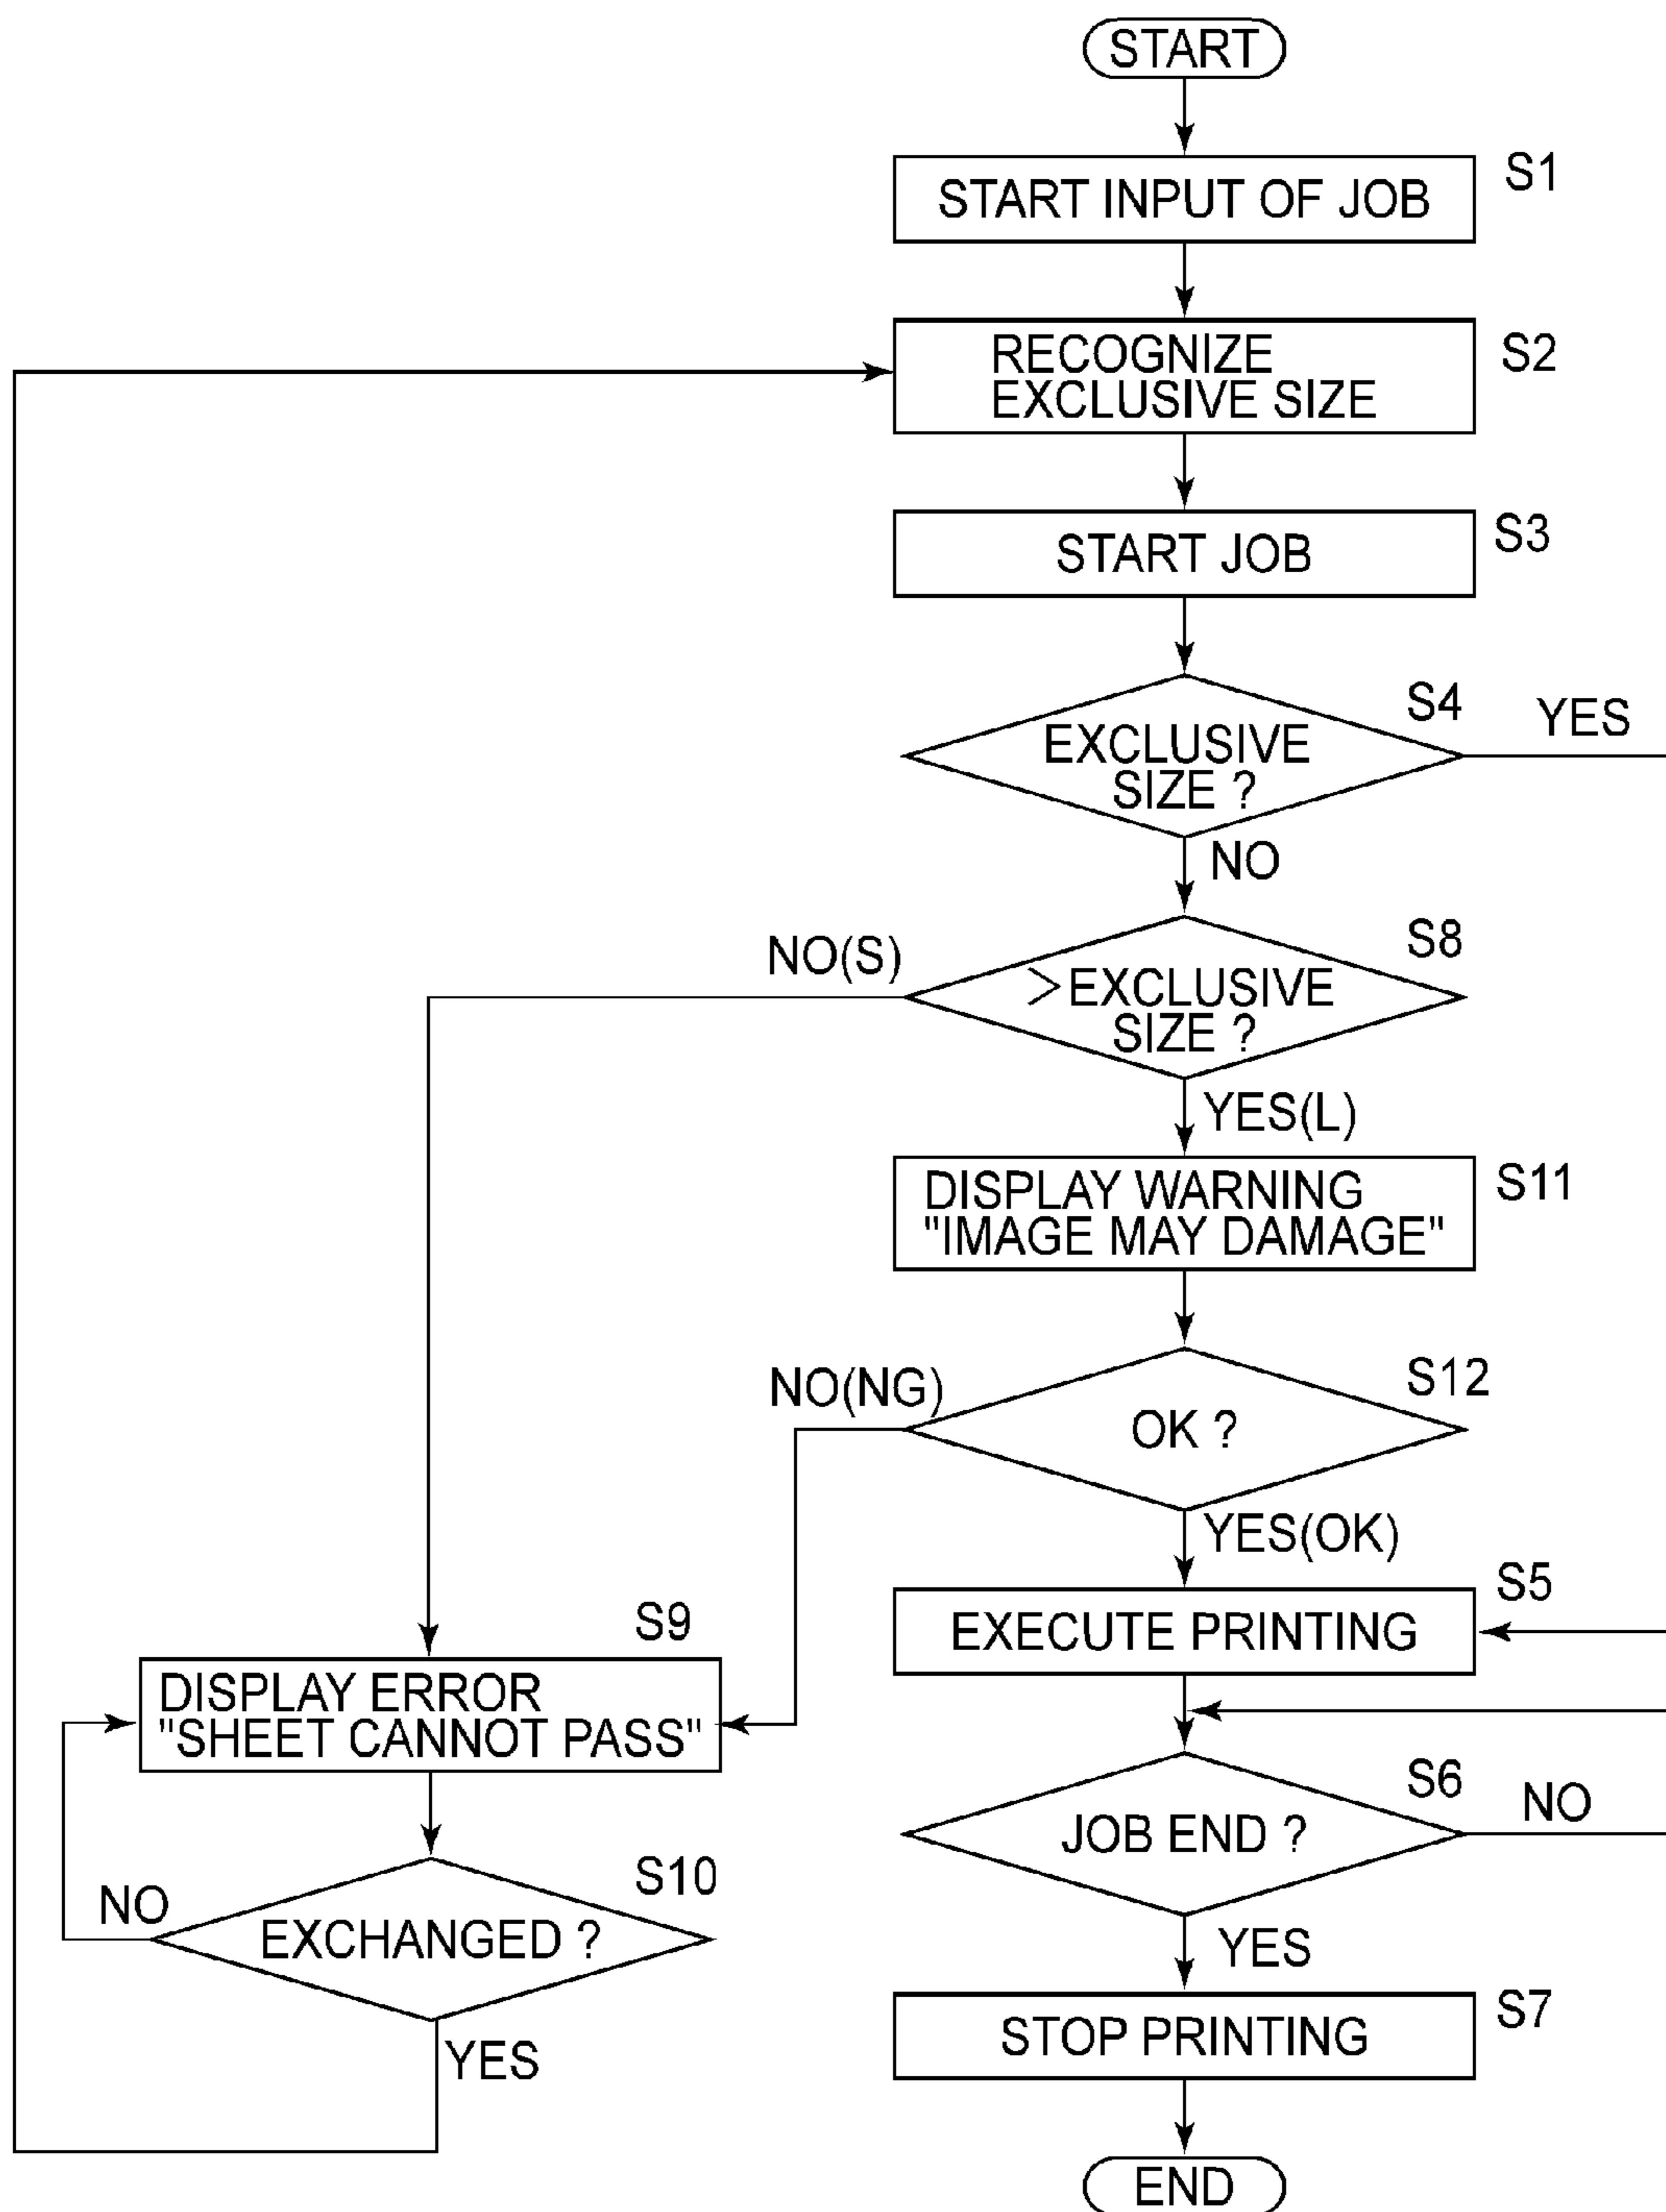 START
START INPUT OF JOB
S1
RECOGNIZE
EXCLUSIVE SIZE
S2
START JOB
S3
EXCLUSIVE
SIZE ?
S4
YES
NO
>EXCLUSIVE
SIZE ?
S8
NO(S)
YES(L)
DISPLAY WARNING
"IMAGE MAY DAMAGE"
S11
OK ?
S12
NO(NG)
YES(OK)
EXECUTE PRINTING
S5
S9
DISPLAY ERROR
"SHEET CANNOT PASS"
JOB END ?
S6
NO
EXCHANGED ?
S10
NO
YES
YES
STOP PRINTING
S7
END